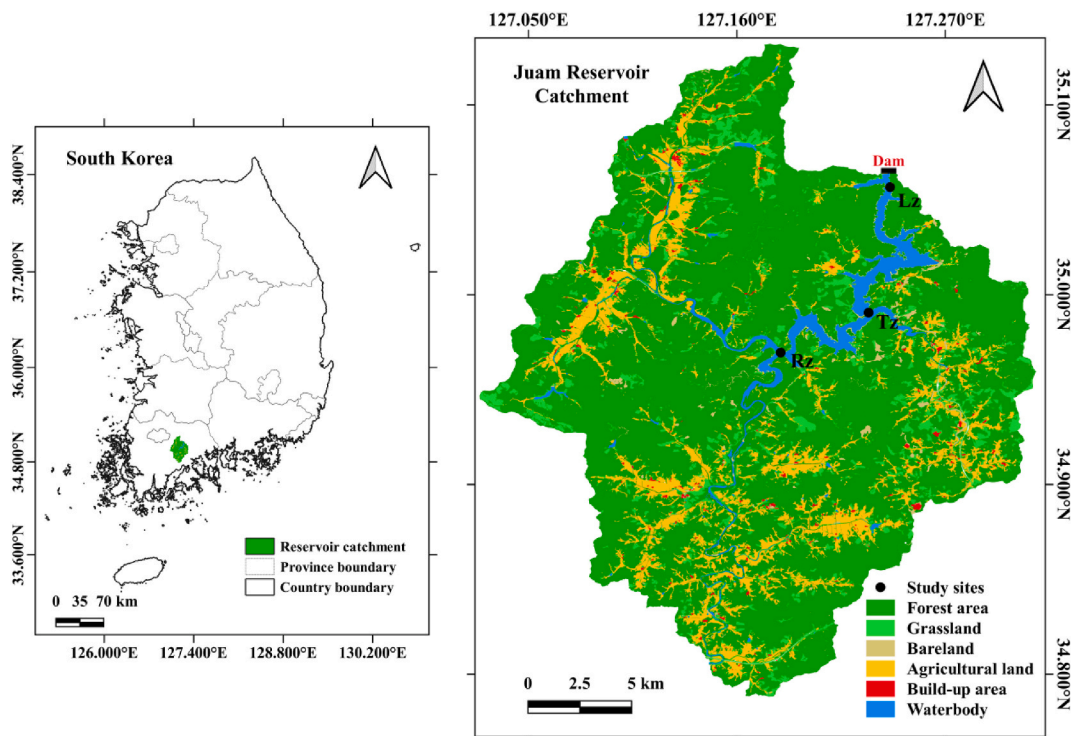 South Korea
38.400°N
37.200°N
36.000°N
34.800°N
33.600°N
Reservoir catchment
Province boundary
Country boundary
0 35 70 km
126.000°E 127.400°E 128.800°E 130.200°E
127.050°E 127.160°E 127.270°E
Juam Reservoir
Catchment
35.100°N
35.000°N
34.900°N
34.800°N
Dam
Lz
Tz
Rz
Study sites
Forest area
Grassland
Bareland
Agricultural land
Build-up area
Waterbody
0 2.5 5 km